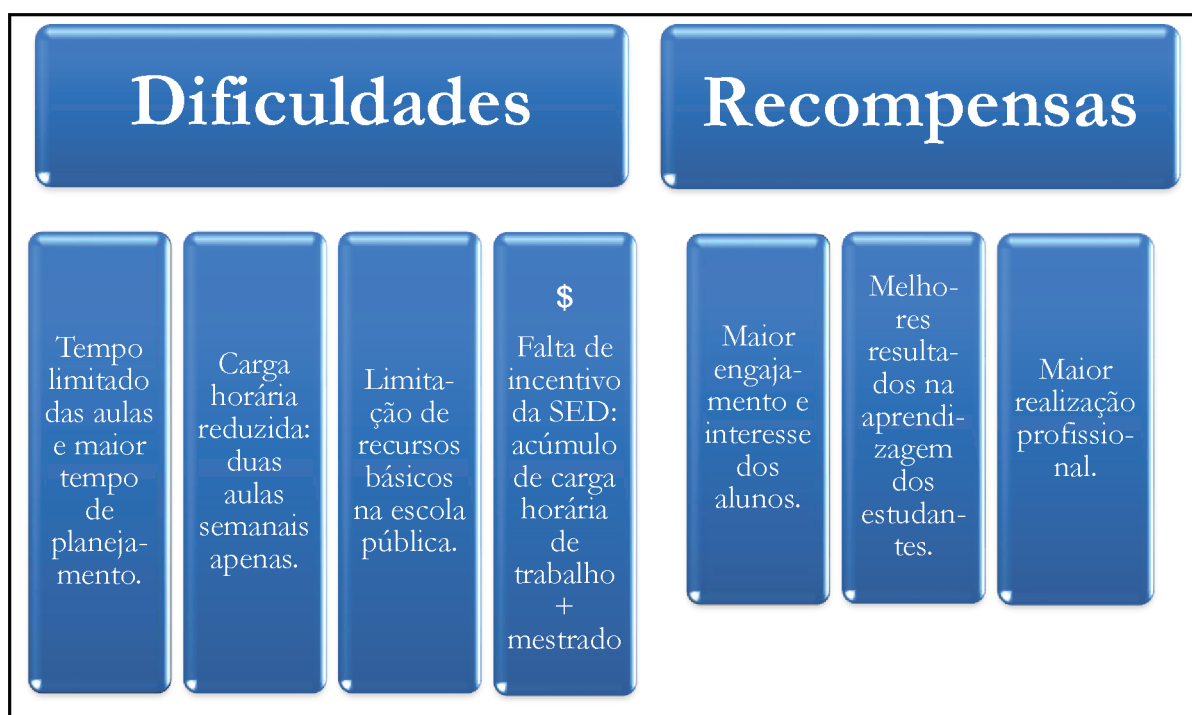 Dificuldades
Tempo
limitado
das aulas
e maior
tempo
de
planeja-
mento.
Carga
horária
reduzida:
duas
aulas
semanais
apenas.
Limita-
ção de
recursos
básicos
na escola
pública.
$
Falta de
incentivo
da SED:
acúmulo
de carga
horária
de
trabalho
+
mestrado
Recompensas
Maior
engaja-
mento e
interesse
dos
alunos.
Melho-
res
resulta-
dos na
aprendi-
zagem
dos
estudan-
tes.
Maior
realização
profissio-
nal.